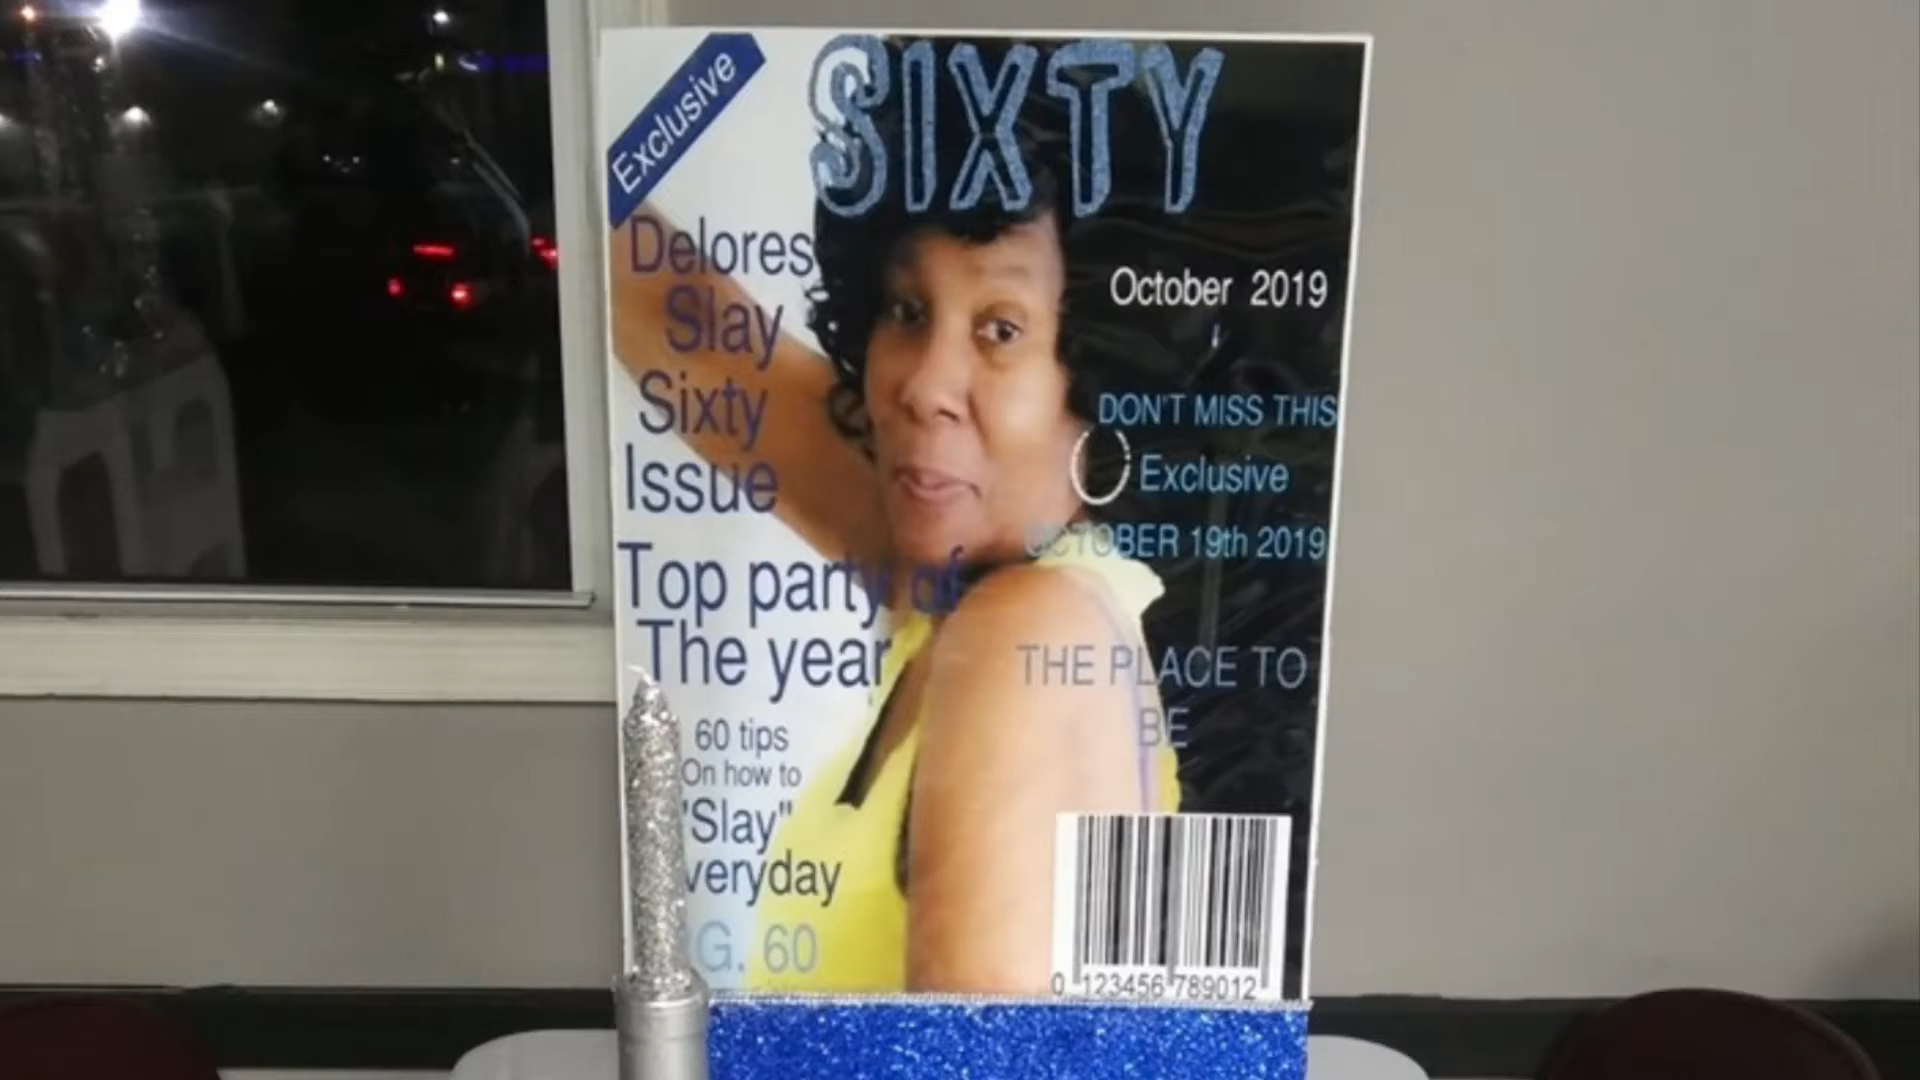 Exclusive
SIXTY
Delores
Slay
Sixty
Issue
Top party of
The year
60 tips
On how to
"Slay"
veryday
G. 60
October 2019
DON'T MISS THIS
Exclusive
OCTOBER 19th 2019
THE PLACE TO
BE
0 123456 789012